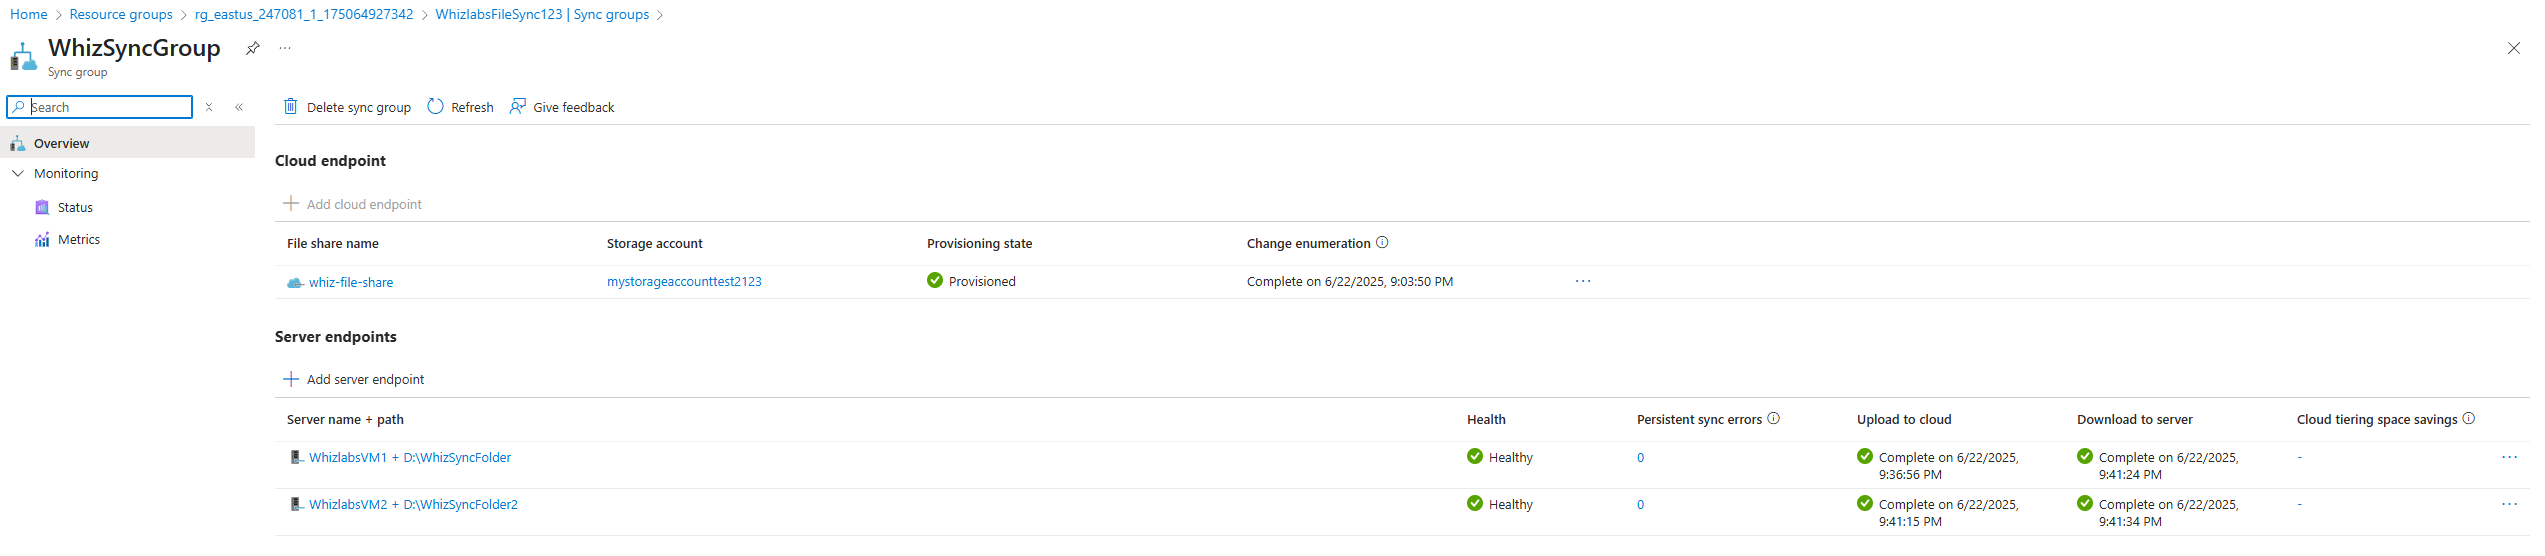 Home > Resource groups > rg_eastus_247081_1_175064927342 > WhizlabsFileSync123 | Sync groups >
WhizSyncGroup ...
Sync group
Search
Delete sync group Refresh Give feedback
Overview
Monitoring
Status
Metrics
Cloud endpoint
Add cloud endpoint
File share name Storage account Provisioning state Change enumeration
whiz-file-share mystorageaccounttest2123 Provisioned Complete on 6/22/2025, 9:03:50 PM ...
Server endpoints
Add server endpoint
Server name + path Health Persistent sync errors Upload to cloud Download to server Cloud tiering space savings
WhizlabsVM1 + D:\WhizSyncFolder Healthy 0 Complete on 6/22/2025, Complete on 6/22/2025, - ...
9:36:56 PM 9:41:24 PM
WhizlabsVM2 + D:\WhizSyncFolder2 Healthy 0 Complete on 6/22/2025, Complete on 6/22/2025, - ...
9:41:15 PM 9:41:34 PM